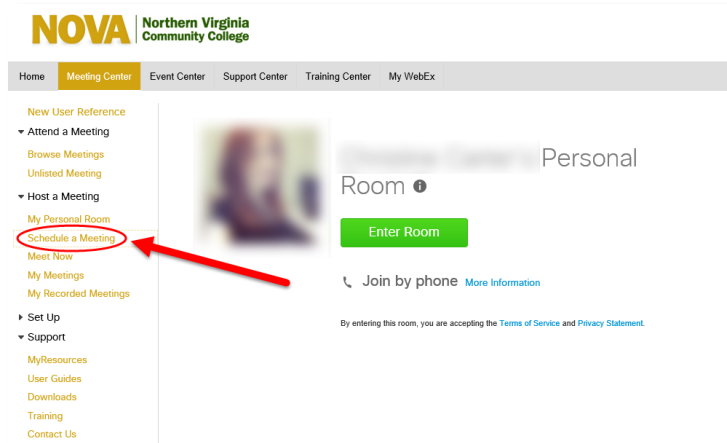 NOVA
Northern Virginia
Community College
Home
Meeting Center
Event Center
Support Center
Training Center
My WebEx
New User Reference
Attend a Meeting
Browse Meetings
Unlisted Meeting
Host a Meeting
My Personal Room
Schedule a Meeting
Meet Now
My Meetings
My Recorded Meetings
Set Up
Support
MyResources
User Guides
Downloads
Training
Contact Us
Personal
Room
Enter Room
Join by phone More Information
By entering this room, you are accepting the Terms of Service and Privacy Statement.